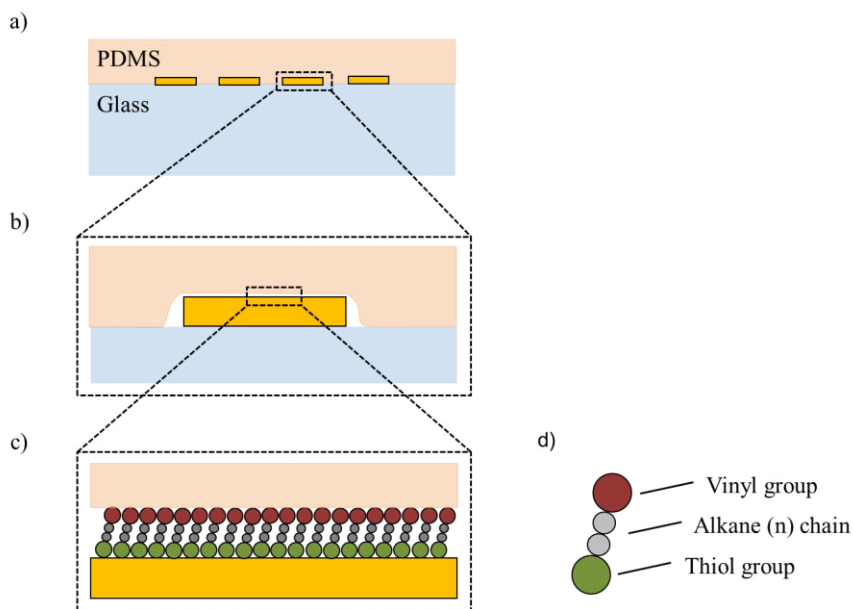 a)
PDMS
Glass
b)
c)
d)
Vinyl group
Alkane (n) chain
Thiol group